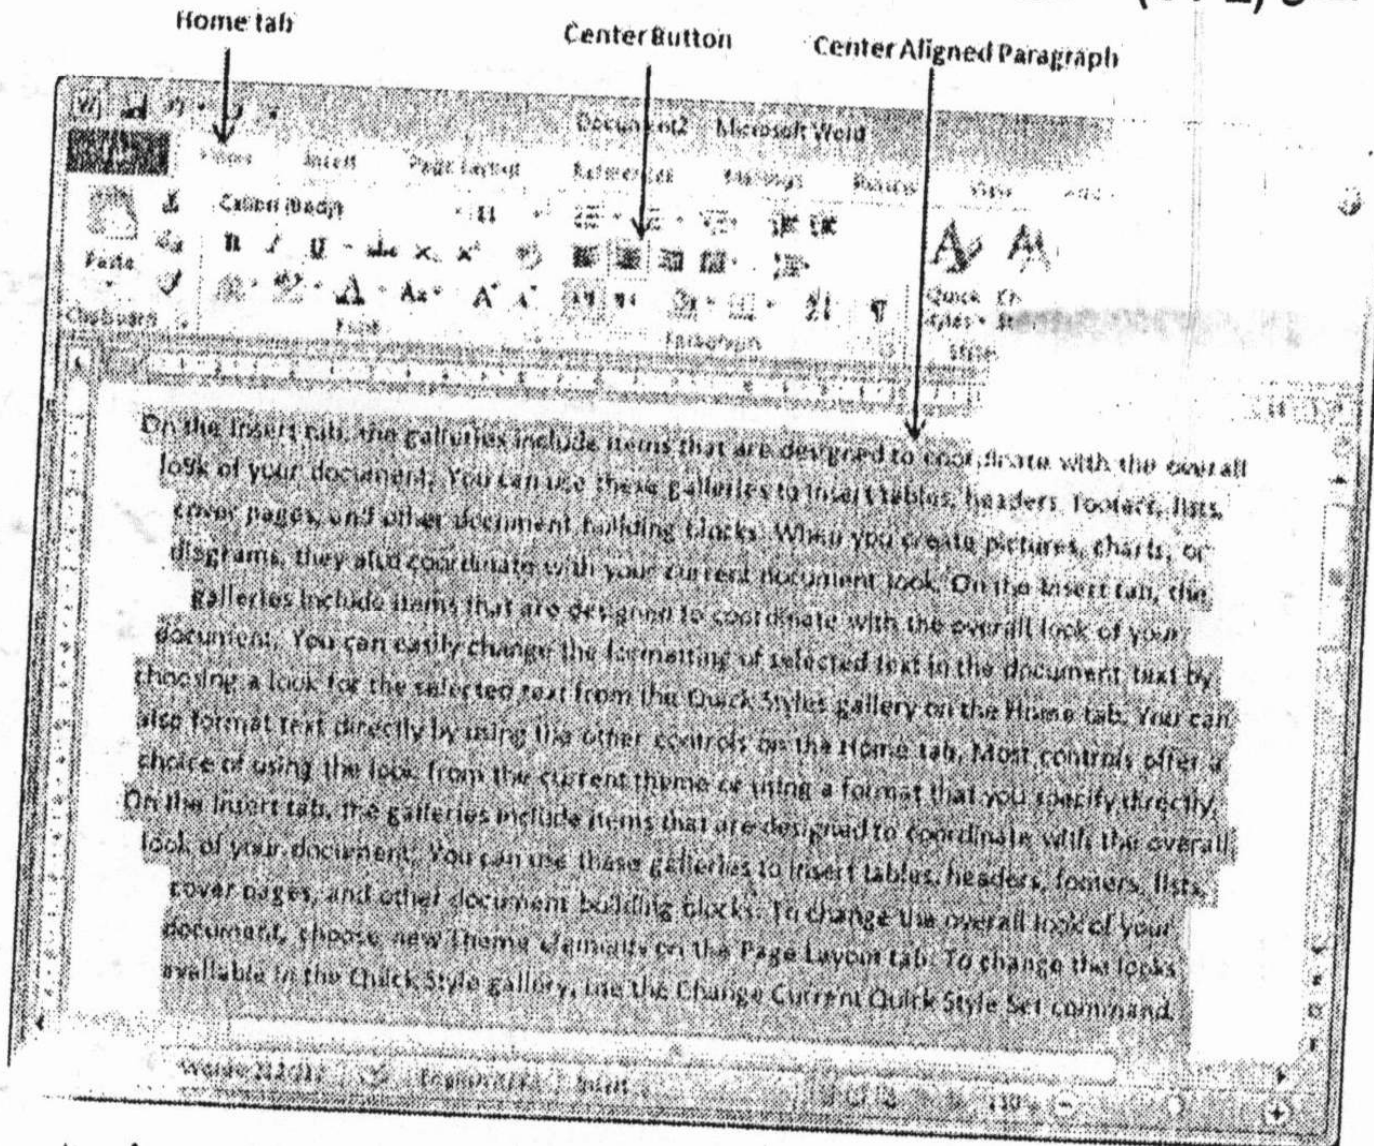 Home tab
Center Button
Center Aligned Paragraph
Document2 Microsoft Word
Home Insert Page Layout References Mailings Review View
Calibri (Body) 11
Paste
Quick
Clipboard Font Paragraph
On the Insert tab, the galleries include items that are designed to coordinate with the overall
look of your document. You can use these galleries to insert tables, headers, footers, lists,
cover pages, and other document building blocks. When you create pictures, charts, or
diagrams, they also coordinate with your current document look. On the Insert tab, the
galleries include items that are designed to coordinate with the overall look of your
document. You can easily change the formatting of selected text in the document text by
choosing a look for the selected text from the Quick Styles gallery on the Home tab. You can
also format text directly by using the other controls on the Home tab. Most controls offer a
choice of using the look from the current theme or using a format that you specify directly.
On the Insert tab, the galleries include items that are designed to coordinate with the overall
look of your document. You can use these galleries to insert tables, headers, footers, lists,
cover pages, and other document building blocks. To change the overall look of your
document, choose new Theme elements on the Page Layout tab. To change the looks
available in the Quick Style gallery, use the Change Current Quick Style Set command.
Insert